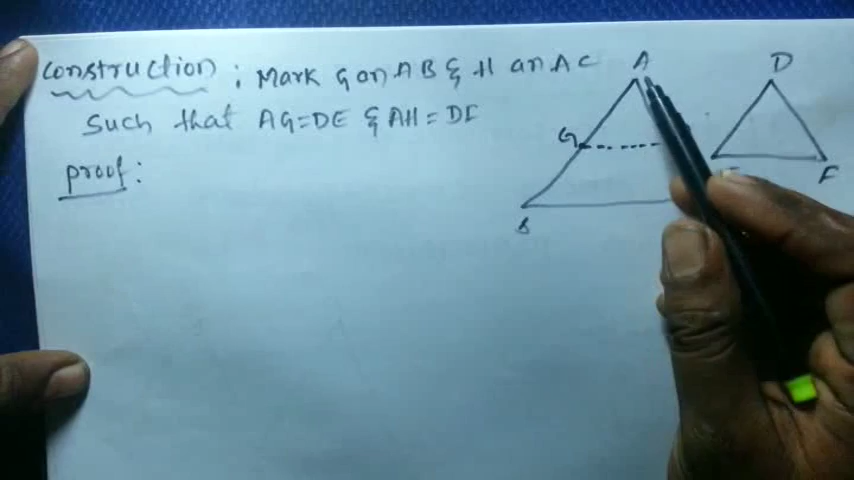 Construction : Mark G on AB & H on AC
Such that AG=DE & AH=DF
Proof:
A
D
G
F
B